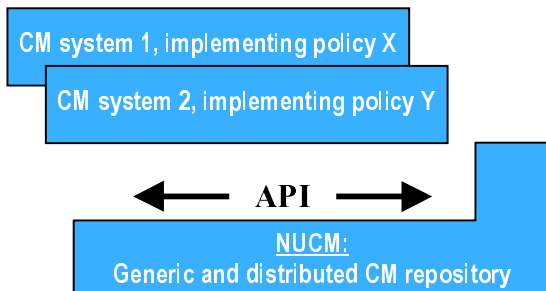 CM system 1, implementing policy X
CM system 2, implementing policy Y
API
NUCM:
Generic and distributed CM repository